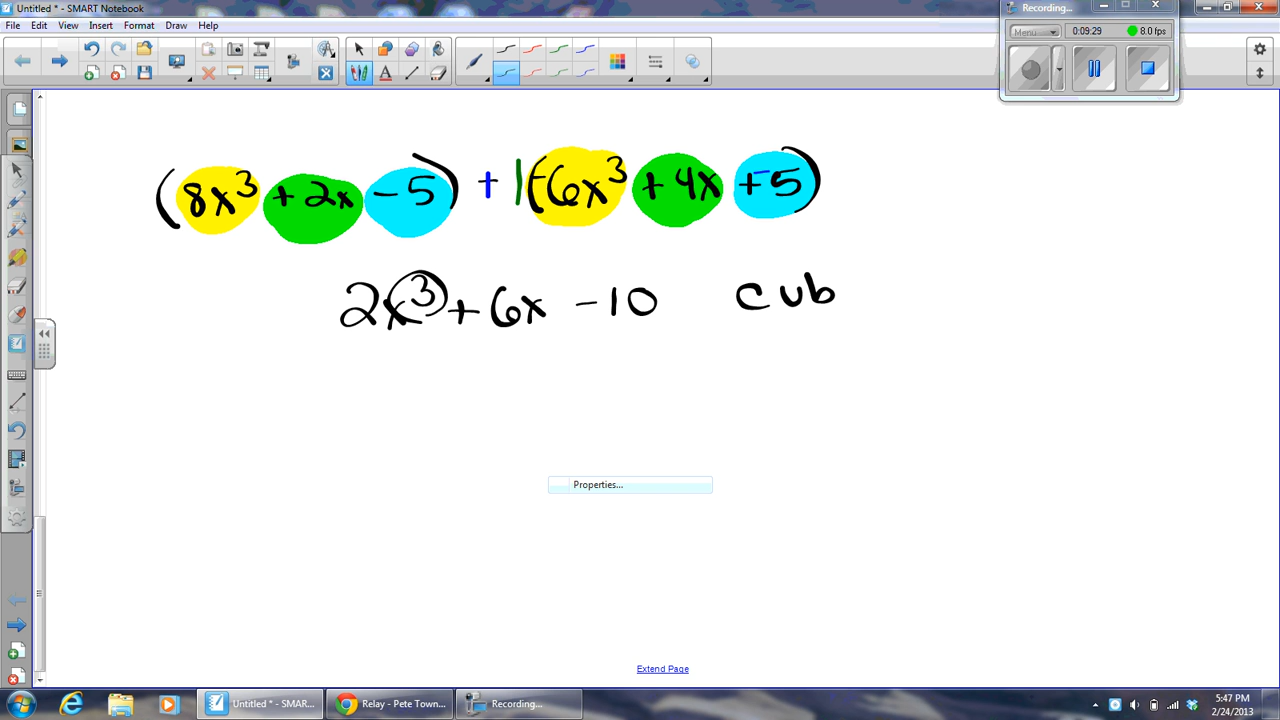 Untitled * - SMART Notebook
Recording...
File Edit View Insert Format Draw Help
Menu 0:09:29 8.0 fps
(8x³ + 2x - 5) + 1(-6x³ + 4x +-5)
2x³ + 6x - 10 cub
Properties...
Extend Page
Untitled * - SMAR... Relay - Pete Town... Recording... 5:47 PM
2/24/2013